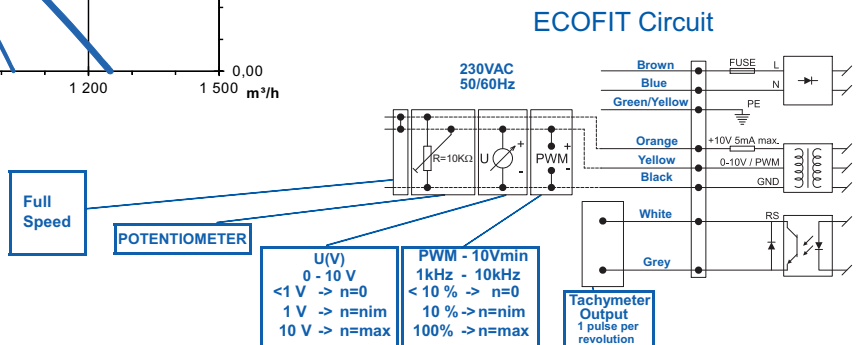 ECOFIT Circuit
0,00
1 200
1 500 m³/h
230VAC
50/60Hz
Brown
FUSE
L
Blue
N
Green/Yellow
PE
Orange
+10V 5mA max.
Yellow
0-10V / PWM
Black
GND
R=10KΩ
U
+
-
PWM
+
-
White
RS
Grey
Full
Speed
POTENTIOMETER
U(V)
0 - 10 V
<1 V -> n=0
1 V -> n=nim
10 V -> n=max
PWM - 10Vmin
1kHz - 10kHz
< 10 % -> n=0
10 % -> n=nim
100% -> n=max
Tachymeter
Output
1 pulse per
revolution